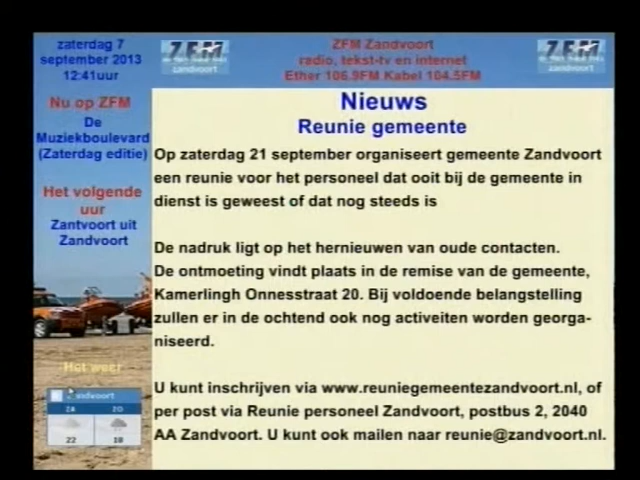 zaterdag 7
september 2013
12:41uur
ZFM
zandvoort
ZFM Zandvoort
radio, tekst-tv en internet
Ether 106.9FM Kabel 104.5FM
ZFM
zandvoort
Nu op ZFM
De
Muziekboulevard
(Zaterdag editie)
Het volgende
uur
Zantvoort uit
Zandvoort
Het weer
ZA ZO
22 18
Nieuws
Reunie gemeente
Op zaterdag 21 september organiseert gemeente Zandvoort
een reunie voor het personeel dat ooit bij de gemeente in
dienst is geweest of dat nog steeds is
De nadruk ligt op het hernieuwen van oude contacten.
De ontmoeting vindt plaats in de remise van de gemeente,
Kamerlingh Onnesstraat 20. Bij voldoende belangstelling
zullen er in de ochtend ook nog activeiten worden georga-
niseerd.
U kunt inschrijven via www.reuniegemeentezandvoort.nl, of
per post via Reunie personeel Zandvoort, postbus 2, 2040
AA Zandvoort. U kunt ook mailen naar reunie@zandvoort.nl.